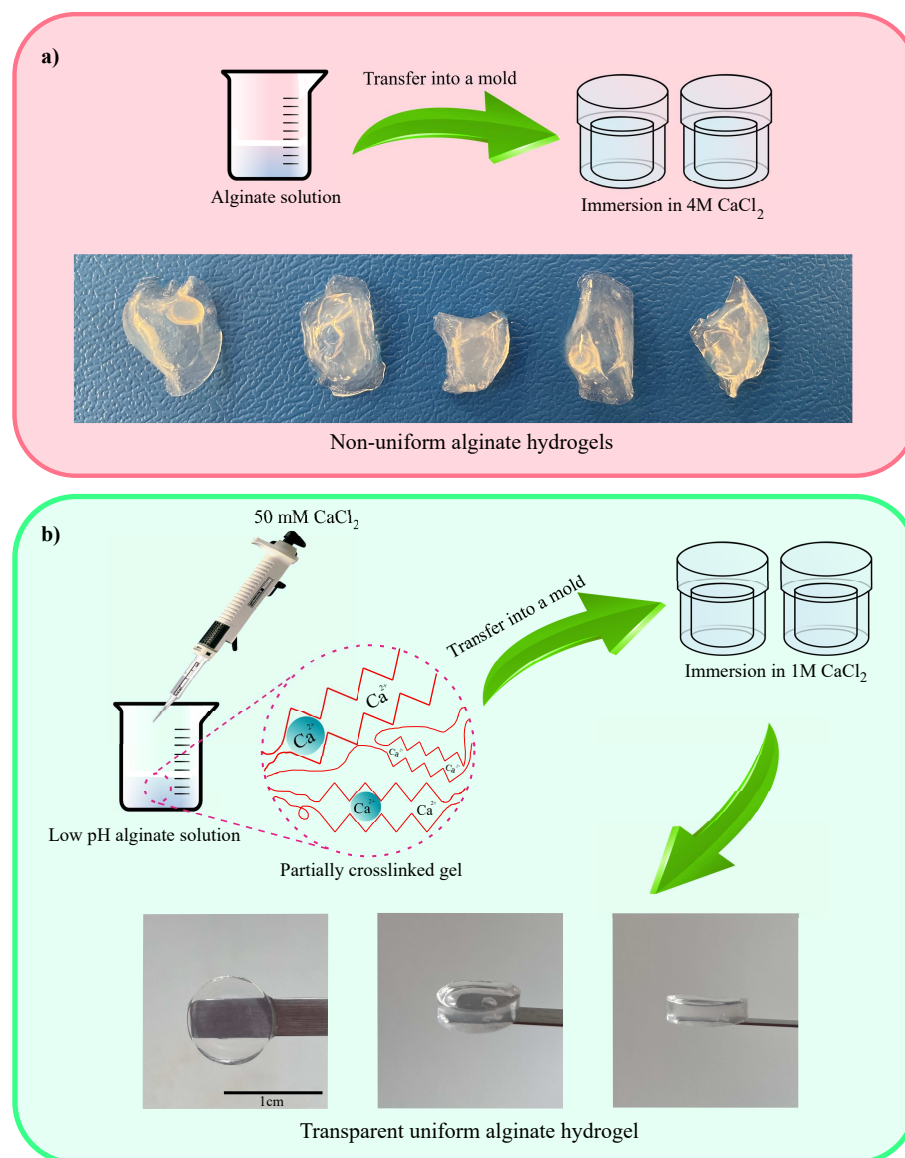 a)
Transfer into a mold
Alginate solution
Immersion in 4M CaCl₂
Non-uniform alginate hydrogels
b)
50 mM CaCl₂
Transfer into a mold
Immersion in 1M CaCl₂
Ca²⁺
Ca²⁺
Ca²⁺
Ca²⁺
Ca²⁺
Ca²⁺
Low pH alginate solution
Partially crosslinked gel
1cm
Transparent uniform alginate hydrogel